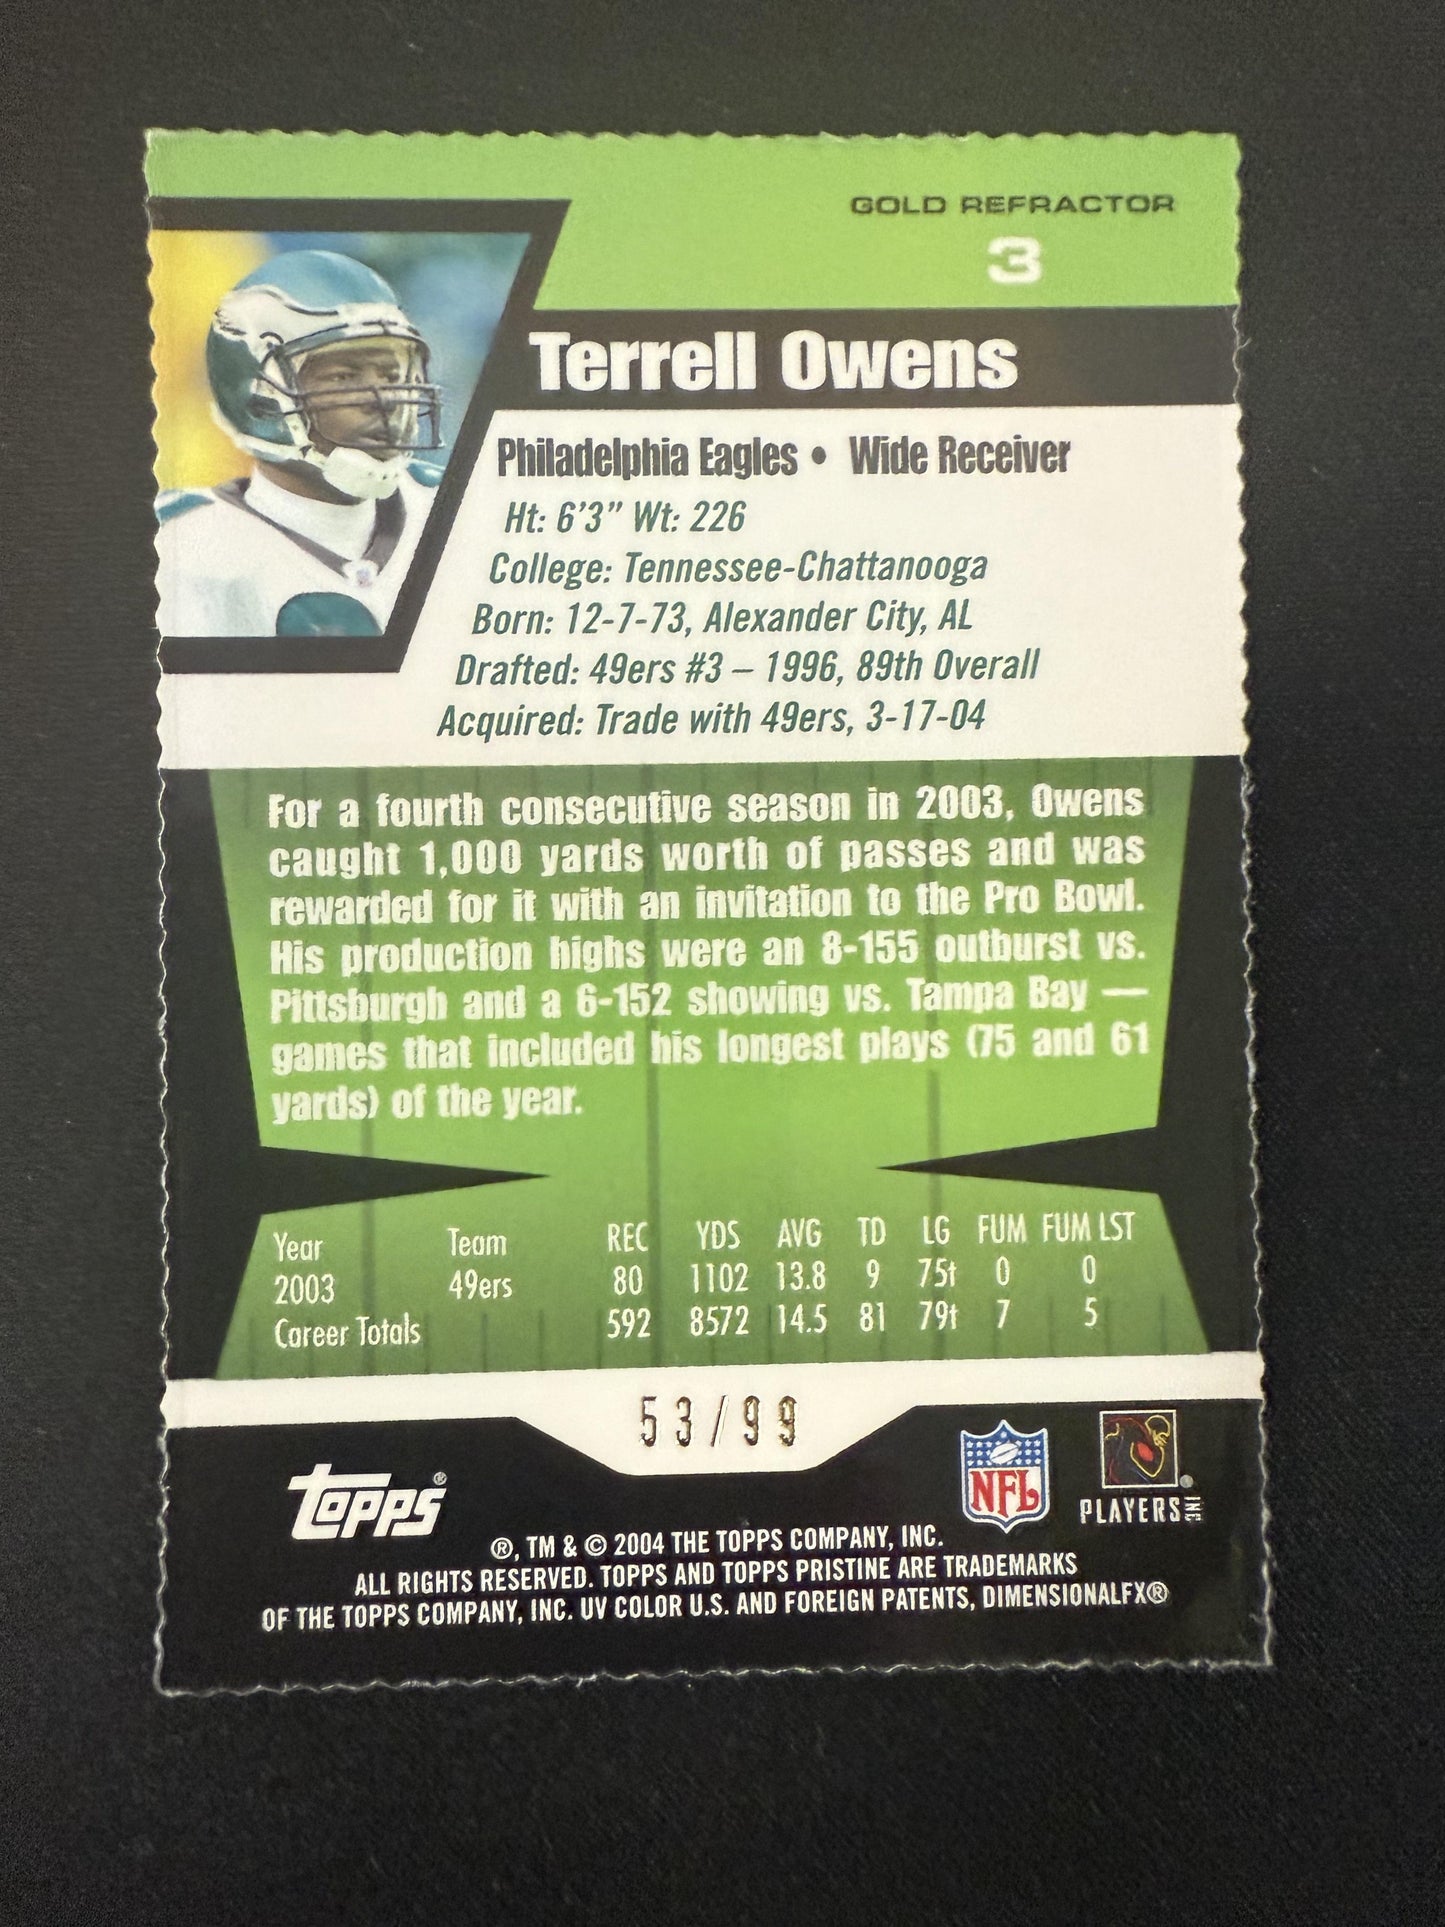 GOLD REFRACTOR
3
Terrell Owens
Philadelphia Eagles • Wide Receiver
Ht: 6’3” Wt: 226
College: Tennessee-Chattanooga
Born: 12-7-73, Alexander City, AL
Drafted: 49ers #3 – 1996, 89th Overall
Acquired: Trade with 49ers, 3-17-04
For a fourth consecutive season in 2003, Owens
caught 1,000 yards worth of passes and was
rewarded for it with an invitation to the Pro Bowl.
His production highs were an 8-155 outburst vs.
Pittsburgh and a 6-152 showing vs. Tampa Bay —
games that included his longest plays (75 and 61
yards) of the year.
Year Team REC YDS AVG TD LG FUM FUM LST
2003 49ers 80 1102 13.8 9 75t 0 0
Career Totals 592 8572 14.5 81 79t 7 5
53/99
Topps®
NFL
PLAYERS INC
®, TM & © 2004 THE TOPPS COMPANY, INC.
ALL RIGHTS RESERVED. TOPPS AND TOPPS PRISTINE ARE TRADEMARKS
OF THE TOPPS COMPANY, INC. UV COLOR U.S. AND FOREIGN PATENTS, DIMENSIONALFX®